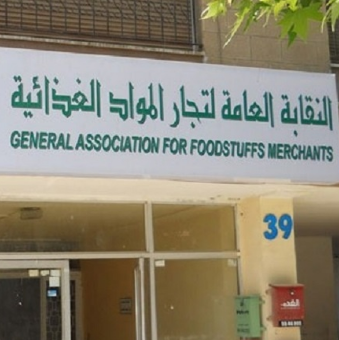 النقابة العامة لتجار المواد الغذائية
GENERAL ASSOCIATION FOR FOODSTUFFS MERCHANTS
39